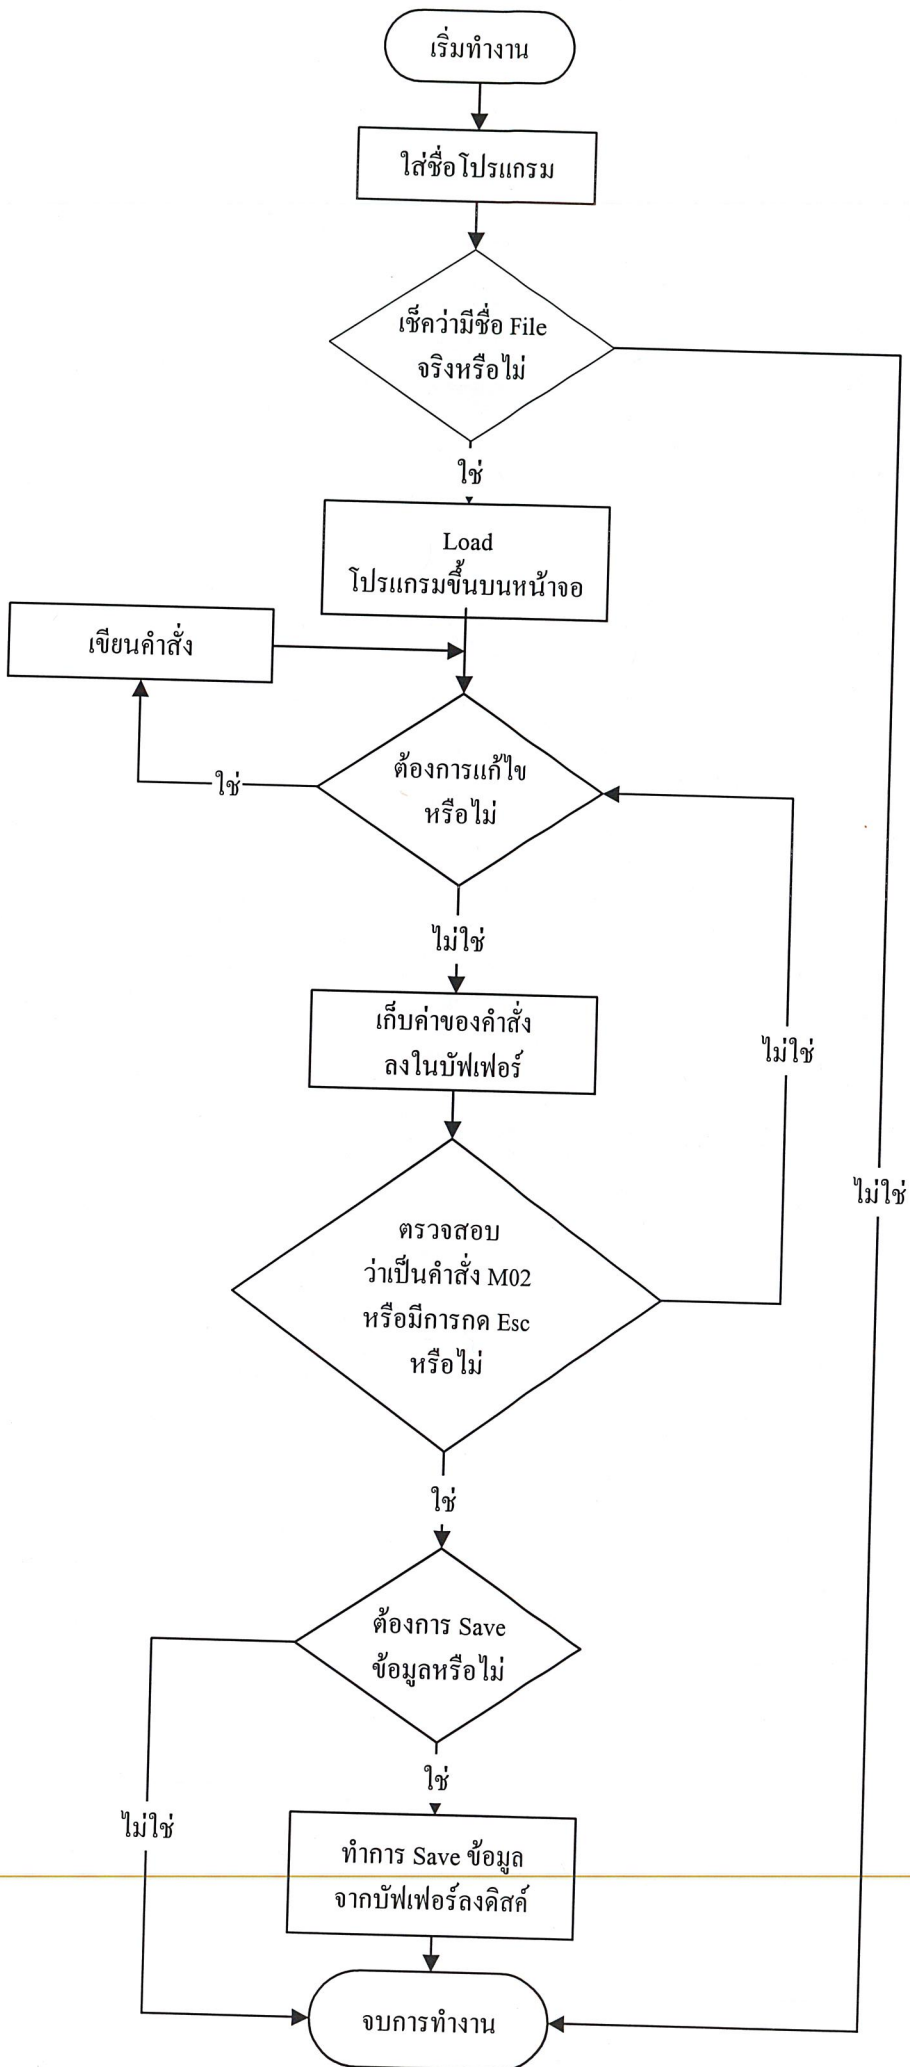 เริ่มทำงาน
ใส่ชื่อโปรแกรม
เช็คว่ามีชื่อ File
จริงหรือไม่
ใช่
Load
โปรแกรมขึ้นบนหน้าจอ
เขียนคำสั่ง
ต้องการแก้ไข
หรือไม่
ใช่
ไม่ใช่
เก็บค่าของคำสั่ง
ลงในบัฟเฟอร์
ไม่ใช่
ไม่ใช่
ตรวจสอบ
ว่าเป็นคำสั่ง M02
หรือมีการกด Esc
หรือไม่
ใช่
ต้องการ Save
ข้อมูลหรือไม่
ใช่
ไม่ใช่
ทำการ Save ข้อมูล
จากบัฟเฟอร์ลงดิสค์
จบการทำงาน